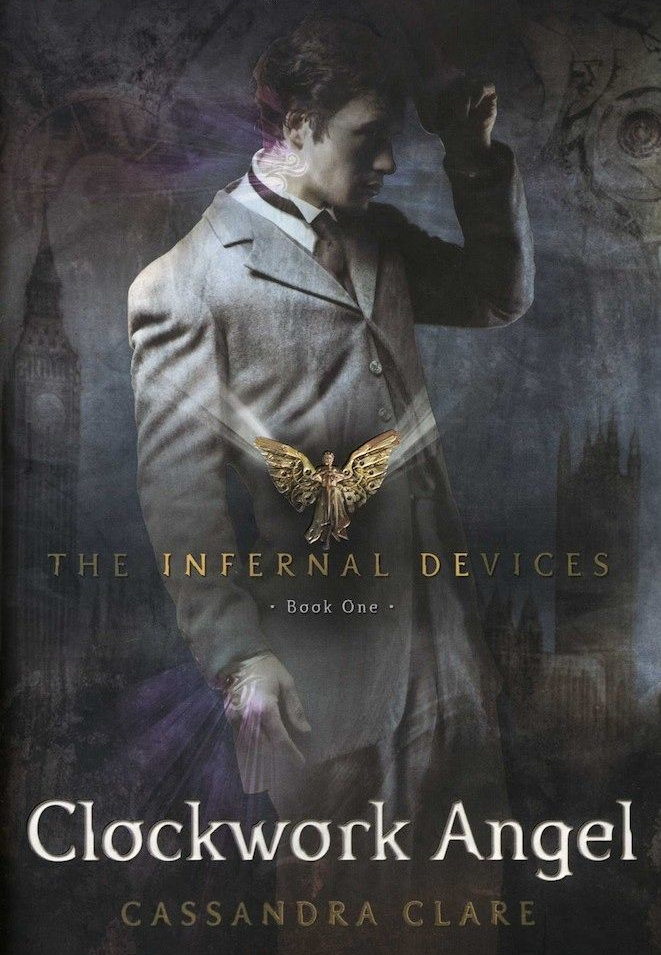 THE INFERNAL DEVICES
· Book One ·
Clockwork Angel
CASSANDRA CLARE